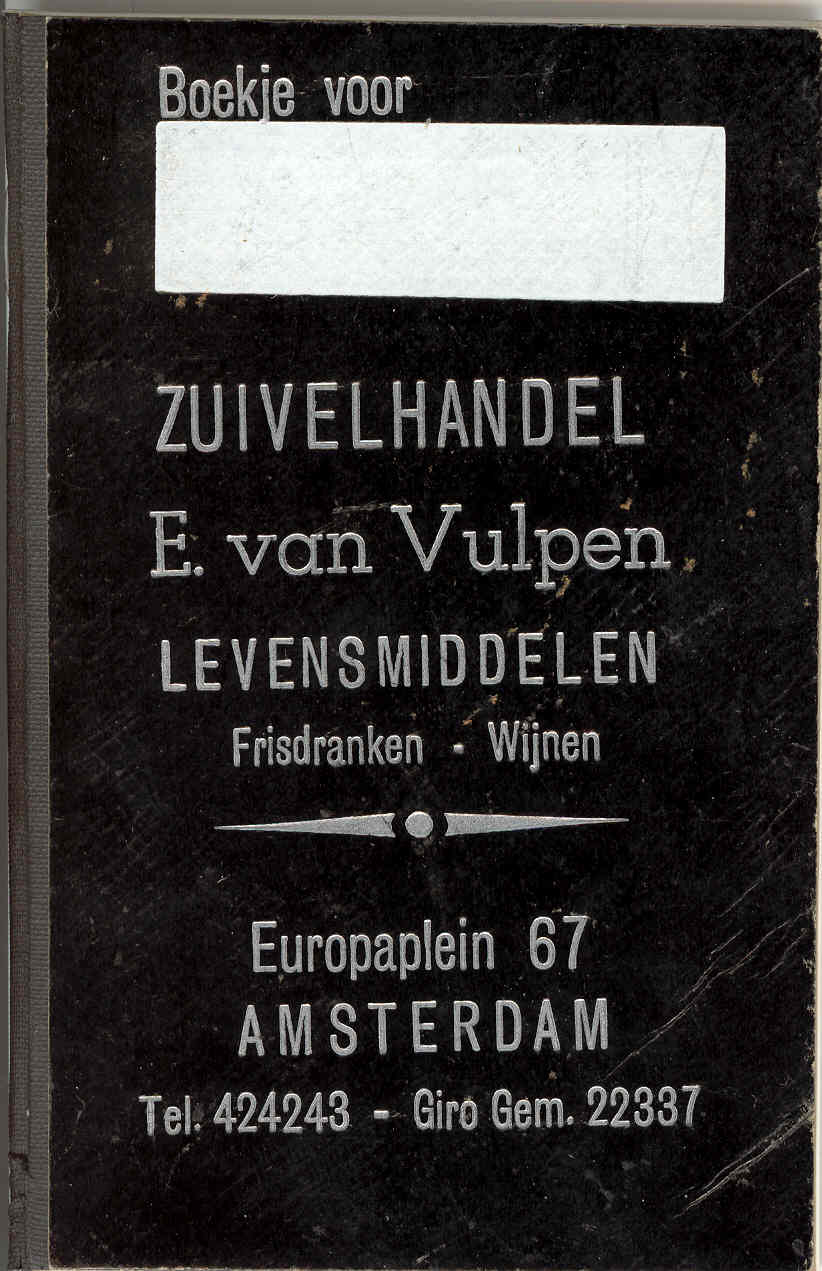 Boekje voor
ZUIVELHANDEL
E. van Vulpen
LEVENSMIDDELEN
Frisdranken - Wijnen
Europaplein 67
AMSTERDAM
Tel. 424243 - Giro Gem. 22337